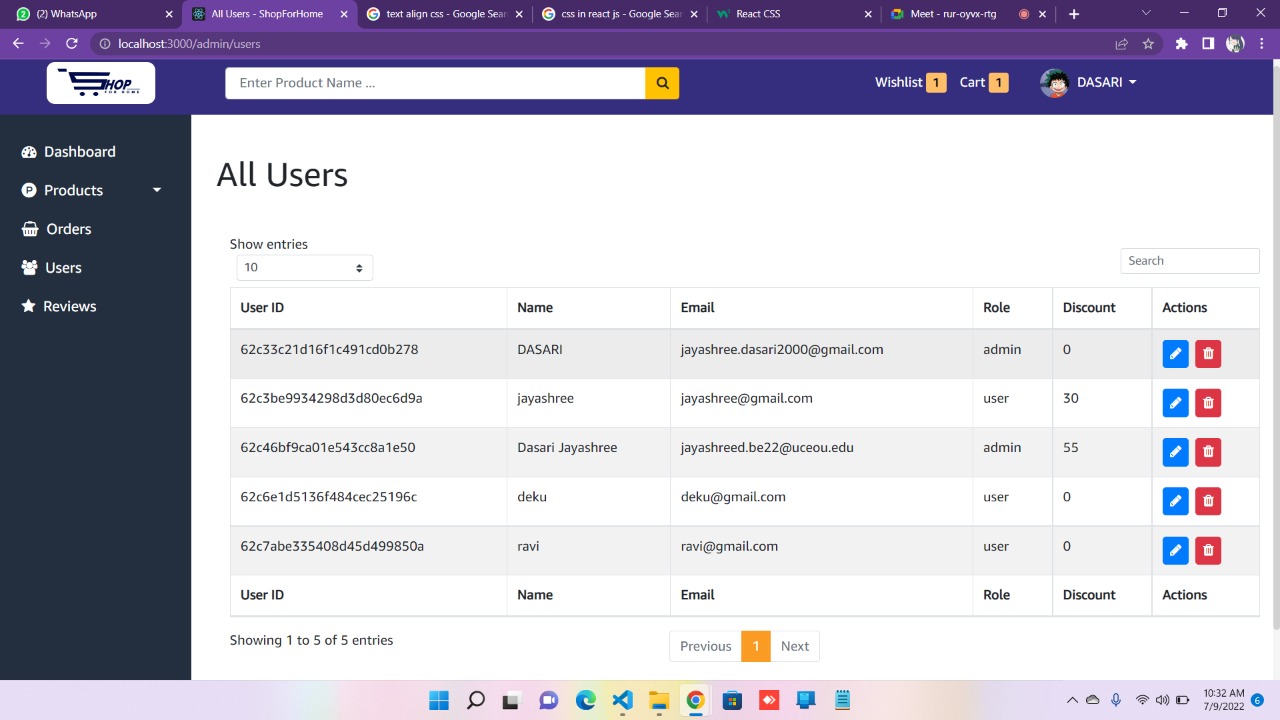 (2) WhatsApp
All Users - ShopForHome
text align css - Google Sear
css in react js - Google Sear
React CSS
Meet - rur-oyvx-rtg
localhost:3000/admin/users
HOP
FOR HOME
Enter Product Name ...
Wishlist 1
Cart 1
DASARI
Dashboard
Products
Orders
Users
Reviews
All Users
Show entries
10
Search
User ID Name Email Role Discount Actions
62c33c21d16f1c491cd0b278 DASARI jayashree.dasari2000@gmail.com admin 0
62c3be9934298d3d80ec6d9a jayashree jayashree@gmail.com user 30
62c46bf9ca01e543cc8a1e50 Dasari Jayashree jayashreed.be22@uceou.edu admin 55
62c6e1d5136f484cec25196c deku deku@gmail.com user 0
62c7abe335408d45d499850a ravi ravi@gmail.com user 0
User ID Name Email Role Discount Actions
Showing 1 to 5 of 5 entries
Previous 1 Next
10:32 AM
7/9/2022
6